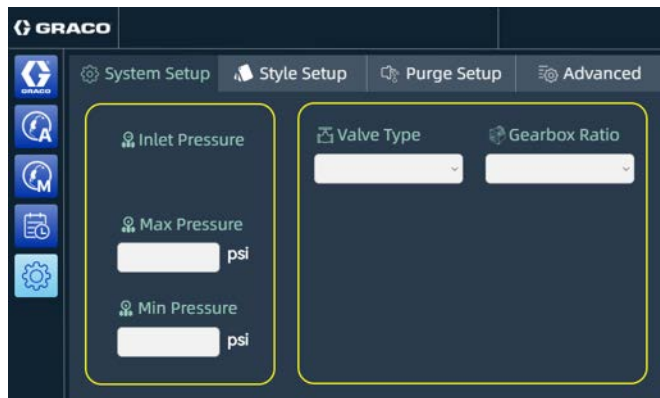 GRACO
GRACO
System Setup
Style Setup
Purge Setup
Advanced
A
M
Inlet Pressure
Max Pressure
psi
Min Pressure
psi
Valve Type
Gearbox Ratio